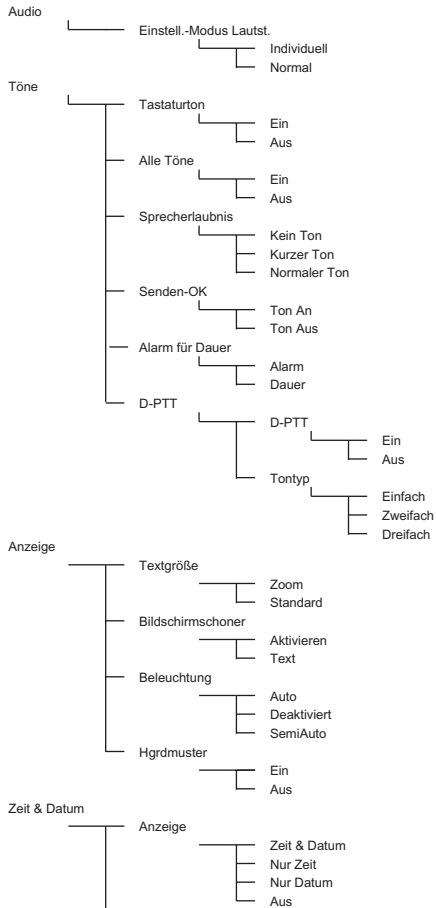 Audio
Einstell.-Modus Lautst.
Individuell
Normal
Töne
Tastaturton
Ein
Aus
Alle Töne
Ein
Aus
Sprecherlaubnis
Kein Ton
Kurzer Ton
Normaler Ton
Senden-OK
Ton An
Ton Aus
Alarm für Dauer
Alarm
Dauer
D-PTT
D-PTT
Ein
Aus
Tontyp
Einfach
Zweifach
Dreifach
Anzeige
Textgröße
Zoom
Standard
Bildschirmschoner
Aktivieren
Text
Beleuchtung
Auto
Deaktiviert
SemiAuto
Hgrdmuster
Ein
Aus
Zeit & Datum
Anzeige
Zeit & Datum
Nur Zeit
Nur Datum
Aus